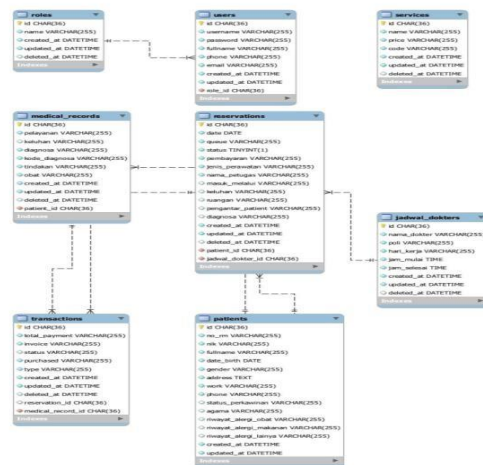 roles
id CHAR(36)
name VARCHAR(255)
created_at DATETIME
updated_at DATETIME
deleted_at DATETIME
Indexes
users
id CHAR(36)
username VARCHAR(255)
password VARCHAR(255)
fullname VARCHAR(255)
phone VARCHAR(255)
email VARCHAR(255)
created_at DATETIME
updated_at DATETIME
role_id CHAR(36)
Indexes
services
id CHAR(36)
name VARCHAR(255)
price VARCHAR(255)
code VARCHAR(255)
created_at DATETIME
updated_at DATETIME
deleted_at DATETIME
Indexes
medical_records
id CHAR(36)
pelayanan VARCHAR(255)
keluhan VARCHAR(255)
diagnosa VARCHAR(255)
kode_diagnosa VARCHAR(255)
tindakan VARCHAR(255)
obat VARCHAR(255)
created_at DATETIME
updated_at DATETIME
deleted_at DATETIME
patient_id CHAR(36)
Indexes
reservations
id CHAR(36)
date DATE
queue VARCHAR(255)
status TINYINT(1)
pembayaran VARCHAR(255)
jenis_perawatan VARCHAR(255)
nama_petugas VARCHAR(255)
masuk_melalui VARCHAR(255)
keluhan VARCHAR(255)
ruangan VARCHAR(255)
pengantar_patient VARCHAR(255)
diagnosa VARCHAR(255)
created_at DATETIME
updated_at DATETIME
deleted_at DATETIME
patient_id CHAR(36)
jadwal_dokter_id CHAR(36)
Indexes
jadwal_dokters
id CHAR(36)
nama_dokter VARCHAR(255)
poli VARCHAR(255)
hari_kerja VARCHAR(255)
jam_mulai TIME
jam_selesai TIME
created_at DATETIME
updated_at DATETIME
deleted_at DATETIME
Indexes
transactions
id CHAR(36)
total_payment VARCHAR(255)
invoice VARCHAR(255)
status VARCHAR(255)
purchased VARCHAR(255)
type VARCHAR(255)
created_at DATETIME
updated_at DATETIME
deleted_at DATETIME
reservation_id CHAR(36)
medical_record_id CHAR(36)
Indexes
patients
id CHAR(36)
no_rm VARCHAR(255)
nik VARCHAR(255)
fullname VARCHAR(255)
date_birth DATE
gender VARCHAR(255)
address TEXT
work VARCHAR(255)
phone VARCHAR(255)
status_perkawinan VARCHAR(255)
agama VARCHAR(255)
riwayat_alergi_obat VARCHAR(255)
riwayat_alergi_makanan VARCHAR(255)
riwayat_alergi_lainya VARCHAR(255)
created_at DATETIME
updated_at DATETIME
Indexes